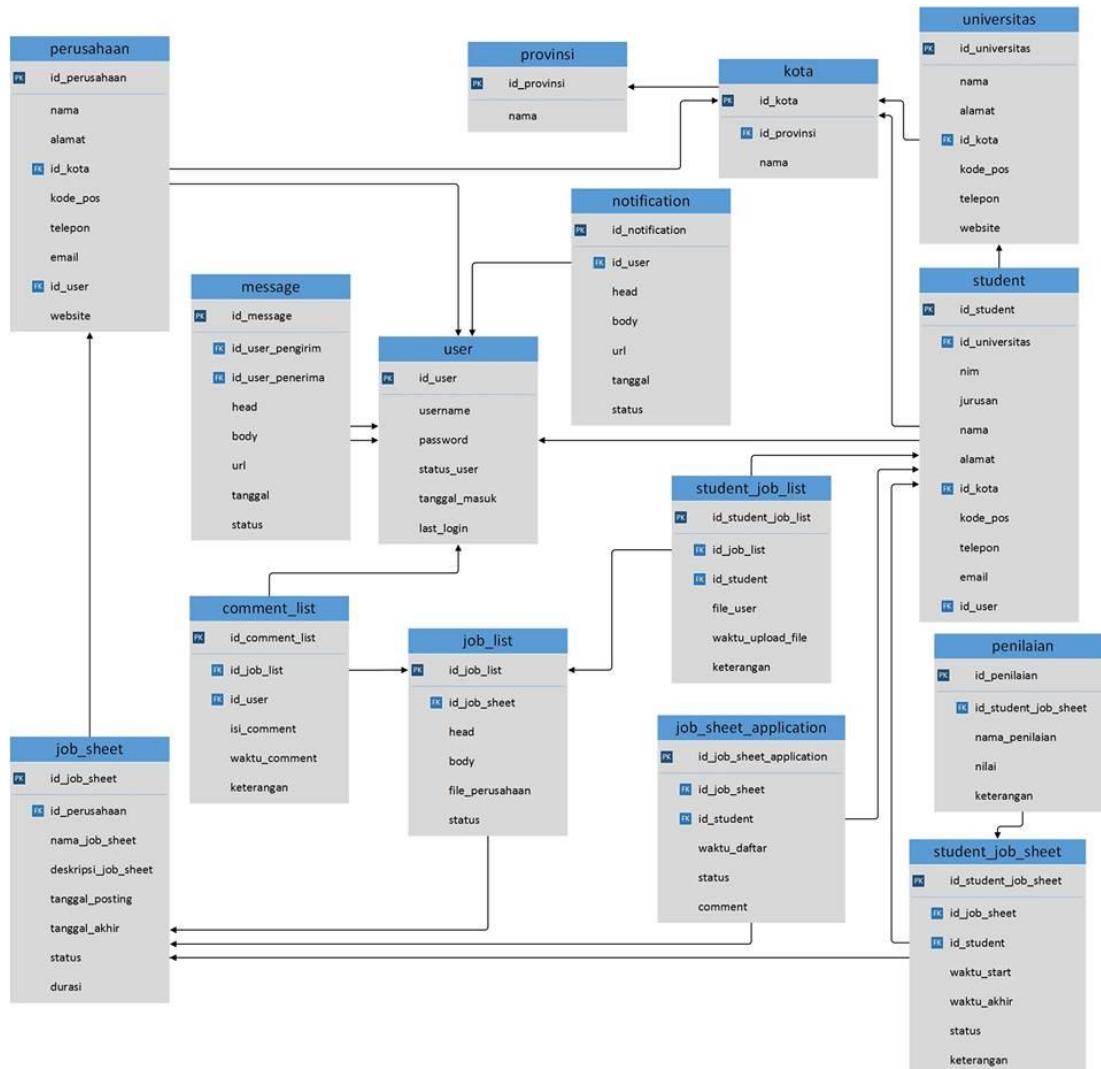 perusahaan
PK id_perusahaan
nama
alamat
FK id_kota
kode_pos
telepon
email
FK id_user
website
provinsi
PK id_provinsi
nama
kota
PK id_kota
FK id_provinsi
nama
universitas
PK id_universitas
nama
alamat
FK id_kota
kode_pos
telepon
website
notification
PK id_notification
FK id_user
head
body
url
tanggal
status
message
PK id_message
FK id_user_pengirim
FK id_user_penerima
head
body
url
tanggal
status
user
PK id_user
username
password
status_user
tanggal_masuk
last_login
student
PK id_student
FK id_universitas
nim
jurusan
nama
alamat
FK id_kota
kode_pos
telepon
email
FK id_user
student_job_list
PK id_student_job_list
FK id_job_list
FK id_student
file_user
waktu_upload_file
keterangan
comment_list
PK id_comment_list
FK id_job_list
FK id_user
isi_comment
waktu_comment
keterangan
job_list
PK id_job_list
FK id_job_sheet
head
body
file_perusahaan
status
penilaian
PK id_penilaian
FK id_student_job_sheet
nama_penilaian
nilai
keterangan
job_sheet_application
PK id_job_sheet_application
FK id_job_sheet
FK id_student
waktu_daftar
status
comment
job_sheet
PK id_job_sheet
FK id_perusahaan
nama_job_sheet
deskripsi_job_sheet
tanggal_posting
tanggal_akhir
status
durasi
student_job_sheet
PK id_student_job_sheet
FK id_job_sheet
FK id_student
waktu_start
waktu_akhir
status
keterangan